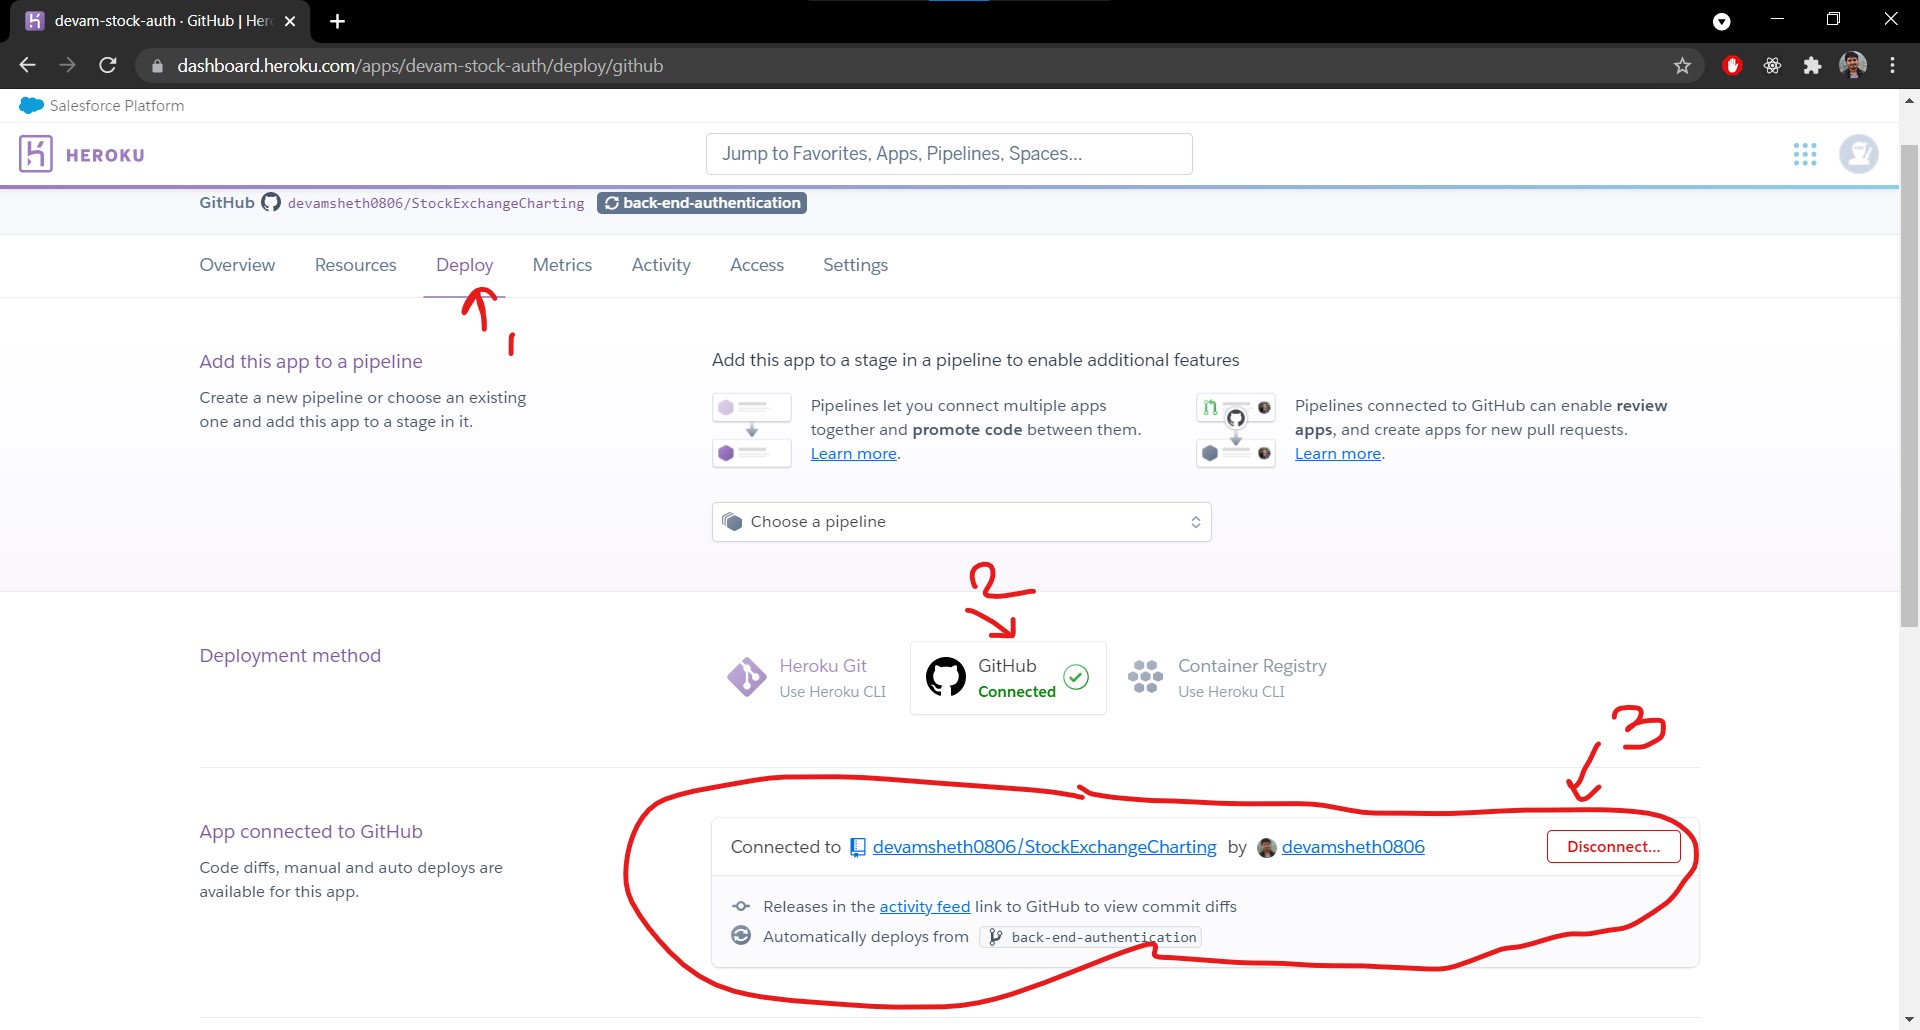 devam-stock-auth · GitHub | Her
dashboard.heroku.com/apps/devam-stock-auth/deploy/github
Salesforce Platform
HEROKU
Jump to Favorites, Apps, Pipelines, Spaces...
GitHub devamsheth0806/StockExchangeCharting back-end-authentication
Overview Resources Deploy Metrics Activity Access Settings
1
Add this app to a pipeline
Create a new pipeline or choose an existing
one and add this app to a stage in it.
Add this app to a stage in a pipeline to enable additional features
Pipelines let you connect multiple apps
together and promote code between them.
Learn more.
Pipelines connected to GitHub can enable review
apps, and create apps for new pull requests.
Learn more.
Choose a pipeline
2
Deployment method
Heroku Git
Use Heroku CLI
GitHub
Connected
Container Registry
Use Heroku CLI
3
App connected to GitHub
Code diffs, manual and auto deploys are
available for this app.
Connected to devamsheth0806/StockExchangeCharting by devamsheth0806
Disconnect...
Releases in the activity feed link to GitHub to view commit diffs
Automatically deploys from back-end-authentication